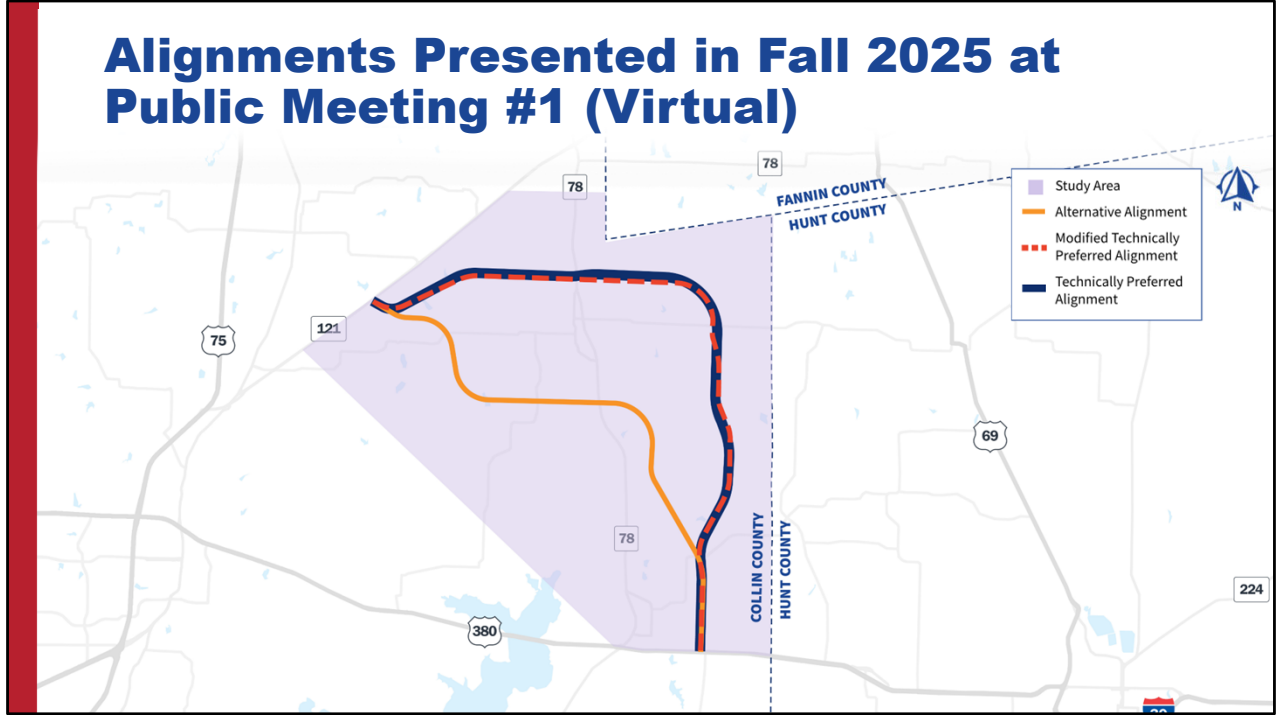 Alignments Presented in Fall 2025 at
Public Meeting #1 (Virtual)
78
78
FANNIN COUNTY
HUNT COUNTY
Study Area
Alternative Alignment
Modified Technically
Preferred Alignment
Technically Preferred
Alignment
N
121
75
69
78
COLLIN COUNTY
HUNT COUNTY
224
380